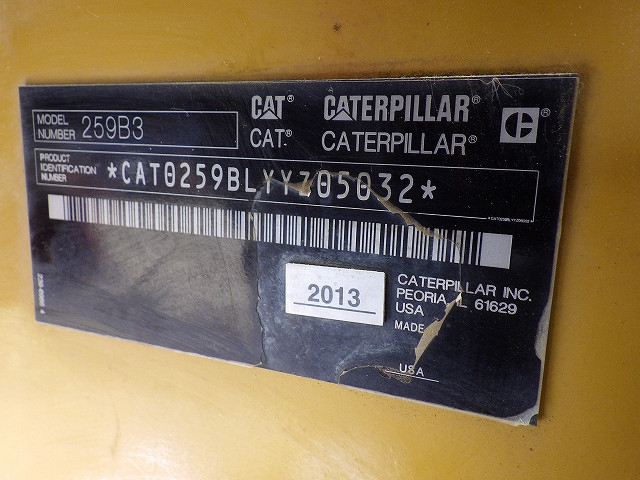 MODEL NUMBER 259B3
CAT® CATERPILLAR®
CAT® CATERPILLAR®
PRODUCT IDENTIFICATION NUMBER *CAT0259BLYYZ05032*
*CAT0259BLYYZ05032*
2013
CATERPILLAR INC.
PEORIA IL 61629
USA
MADE
USA